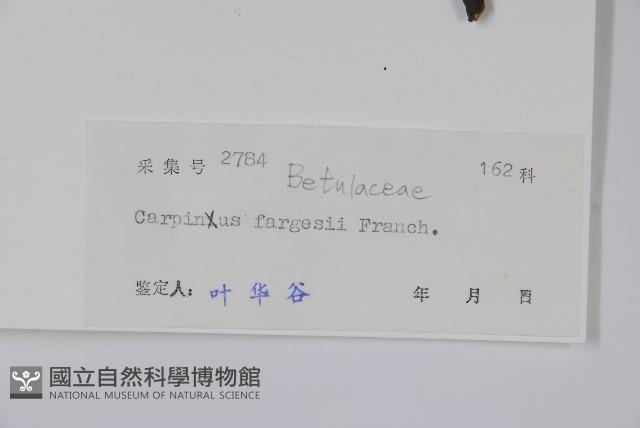 采集号 2784 Betulaceae 162 科
Carpinus fargesii Franch.
鉴定人: 叶华谷 年 月 日
國立自然科學博物館
NATIONAL MUSEUM OF NATURAL SCIENCE